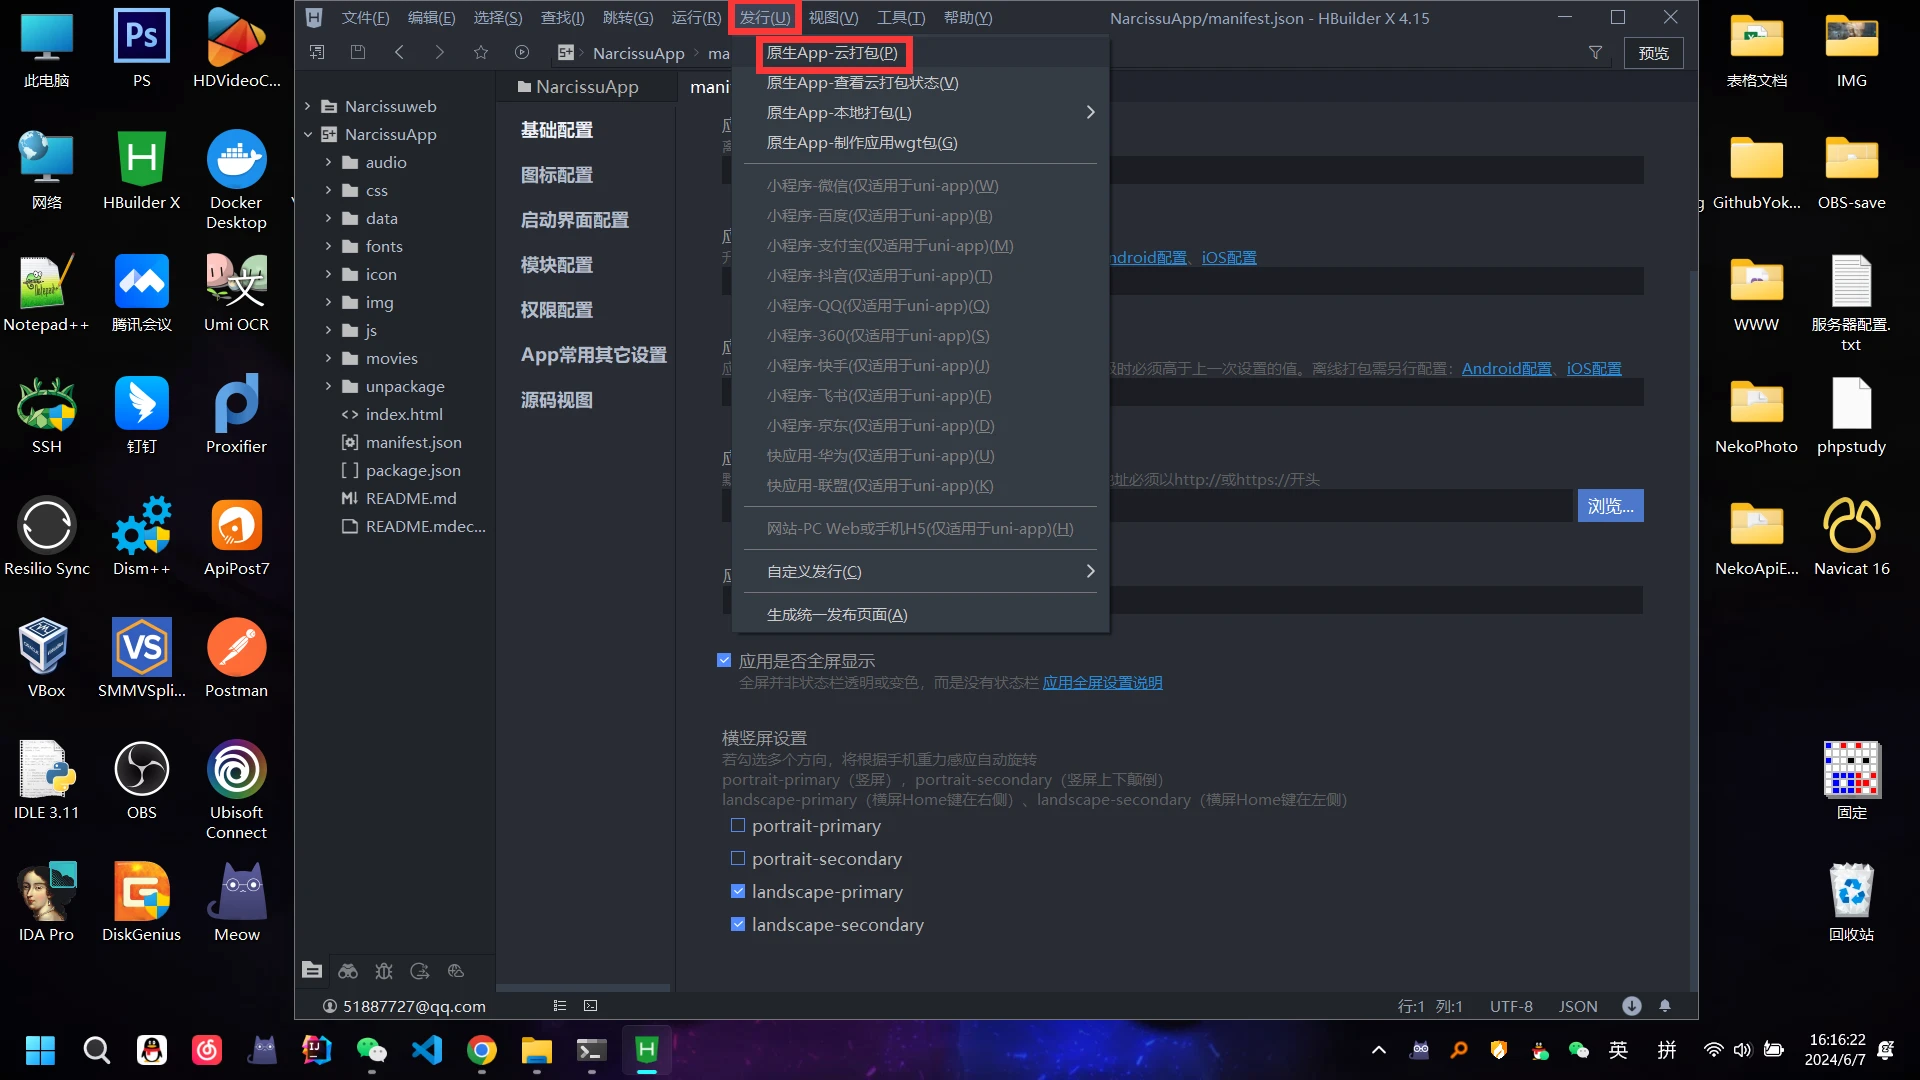 此电脑
PS
HDVideoC...
网络
HBuilder X
Docker
Desktop
Notepad++
腾讯会议
Umi OCR
SSH
钉钉
Proxifier
Resilio Sync
Dism++
ApiPost7
VBox
SMMVSpli...
Postman
IDLE 3.11
OBS
Ubisoft
Connect
IDA Pro
DiskGenius
Meow
文件(F) 编辑(E) 选择(S) 查找(I) 跳转(G) 运行(R) 发行(U) 视图(V) 工具(T) 帮助(Y)
NarcissuApp/manifest.json - HBuilder X 4.15
NarcissuApp
预览
Narcissuweb
NarcissuApp
audio
css
data
fonts
icon
img
js
movies
unpackage
index.html
manifest.json
package.json
README.md
README.mdec...
NarcissuApp
基础配置
图标配置
启动界面配置
模块配置
权限配置
App常用其它设置
源码视图
原生App-云打包(P)
原生App-查看云打包状态(V)
原生App-本地打包(L)
原生App-制作应用wgt包(G)
小程序-微信(仅适用于uni-app)(W)
小程序-百度(仅适用于uni-app)(B)
小程序-支付宝(仅适用于uni-app)(M)
小程序-抖音(仅适用于uni-app)(T)
小程序-QQ(仅适用于uni-app)(Q)
小程序-360(仅适用于uni-app)(S)
小程序-快手(仅适用于uni-app)(J)
小程序-飞书(仅适用于uni-app)(F)
小程序-京东(仅适用于uni-app)(D)
快应用-华为(仅适用于uni-app)(U)
快应用-联盟(仅适用于uni-app)(K)
网站-PC Web或手机H5(仅适用于uni-app)(H)
自定义发行(C)
生成统一发布页面(A)
ndroid配置、iOS配置
时必须高于上一次设置的值。离线打包需另行配置：Android配置、iOS配置
址必须以http://或https://开头
浏览...
应用是否全屏显示
全屏并非状态栏透明或变色，而是没有状态栏 应用全屏设置说明
横竖屏设置
若勾选多个方向，将根据手机重力感应自动旋转
portrait-primary（竖屏），portrait-secondary（竖屏上下颠倒）
landscape-primary（横屏Home键在右侧）、landscape-secondary（横屏Home键在左侧）
portrait-primary
portrait-secondary
landscape-primary
landscape-secondary
51887727@qq.com
行:1 列:1
UTF-8
JSON
表格文档
IMG
GithubYok...
OBS-save
WWW
服务器配置.
txt
NekoPhoto
phpstudy
NekoApiE...
Navicat 16
固定
回收站
英
拼
16:16:22
2024/6/7